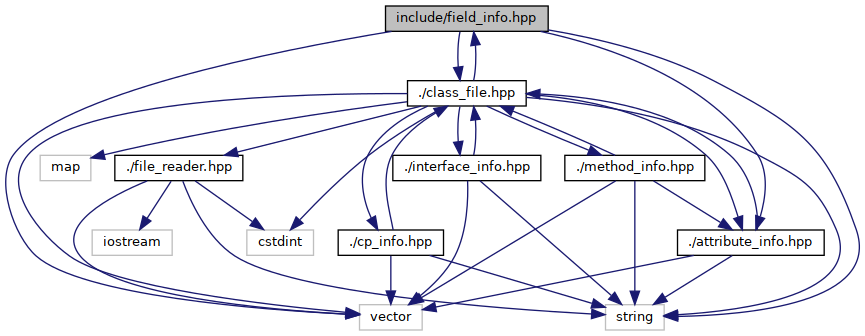 include/field_info.hpp
./class_file.hpp
map
./file_reader.hpp
./interface_info.hpp
./method_info.hpp
iostream
cstdint
./cp_info.hpp
./attribute_info.hpp
vector
string